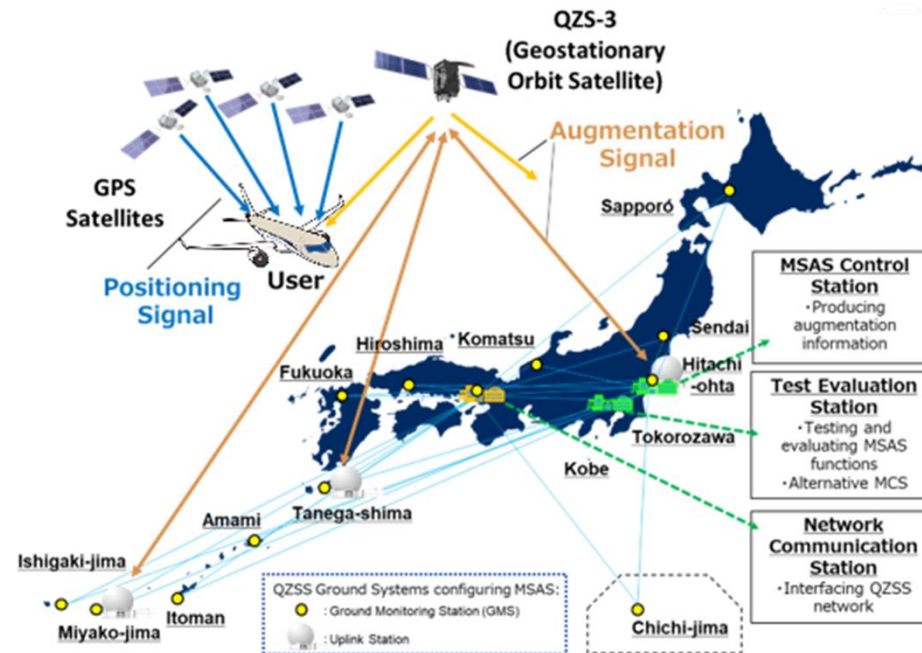 QZS-3
(Geostationary
Orbit Satellite)
Augmentation
Signal
GPS
Satellites
User
Positioning
Signal
Sapporó
MSAS Control
Station
・Producing
augmentation
information
Sendai
Komatsu
Hiroshima
Fukuoka
Hitachi
-ohta
Test Evaluation
Station
・Testing and
evaluating MSAS
functions
・Alternative MCS
Tokorozawa
Kobe
Tanega-shima
Amami
Network
Communication
Station
・Interfacing QZSS
network
Ishigaki-jima
Miyako-jima
Itoman
QZSS Ground Systems configuring MSAS:
: Ground Monitoring Station (GMS)
: Uplink Station
Chichi-jima